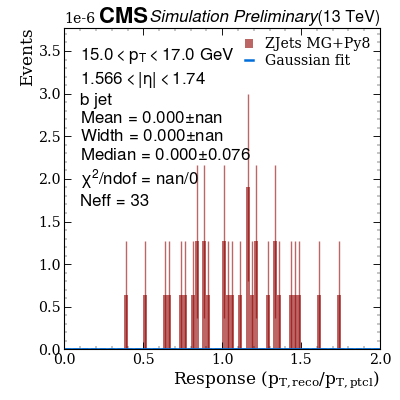 1e-6 CMS Simulation Preliminary (13 TeV)
Events
ZJets MG+Py8
Gaussian fit
15.0 < pT < 17.0 GeV
1.566 < |η| < 1.74
b jet
Mean = 0.000±nan
Width = 0.000±nan
Median = 0.000±0.076
χ²/ndof = nan/0
Neff = 33
3.5
3.0
2.5
2.0
1.5
1.0
0.5
0.0
0.0 0.5 1.0 1.5 2.0
Response (pT,reco/pT,ptcl)